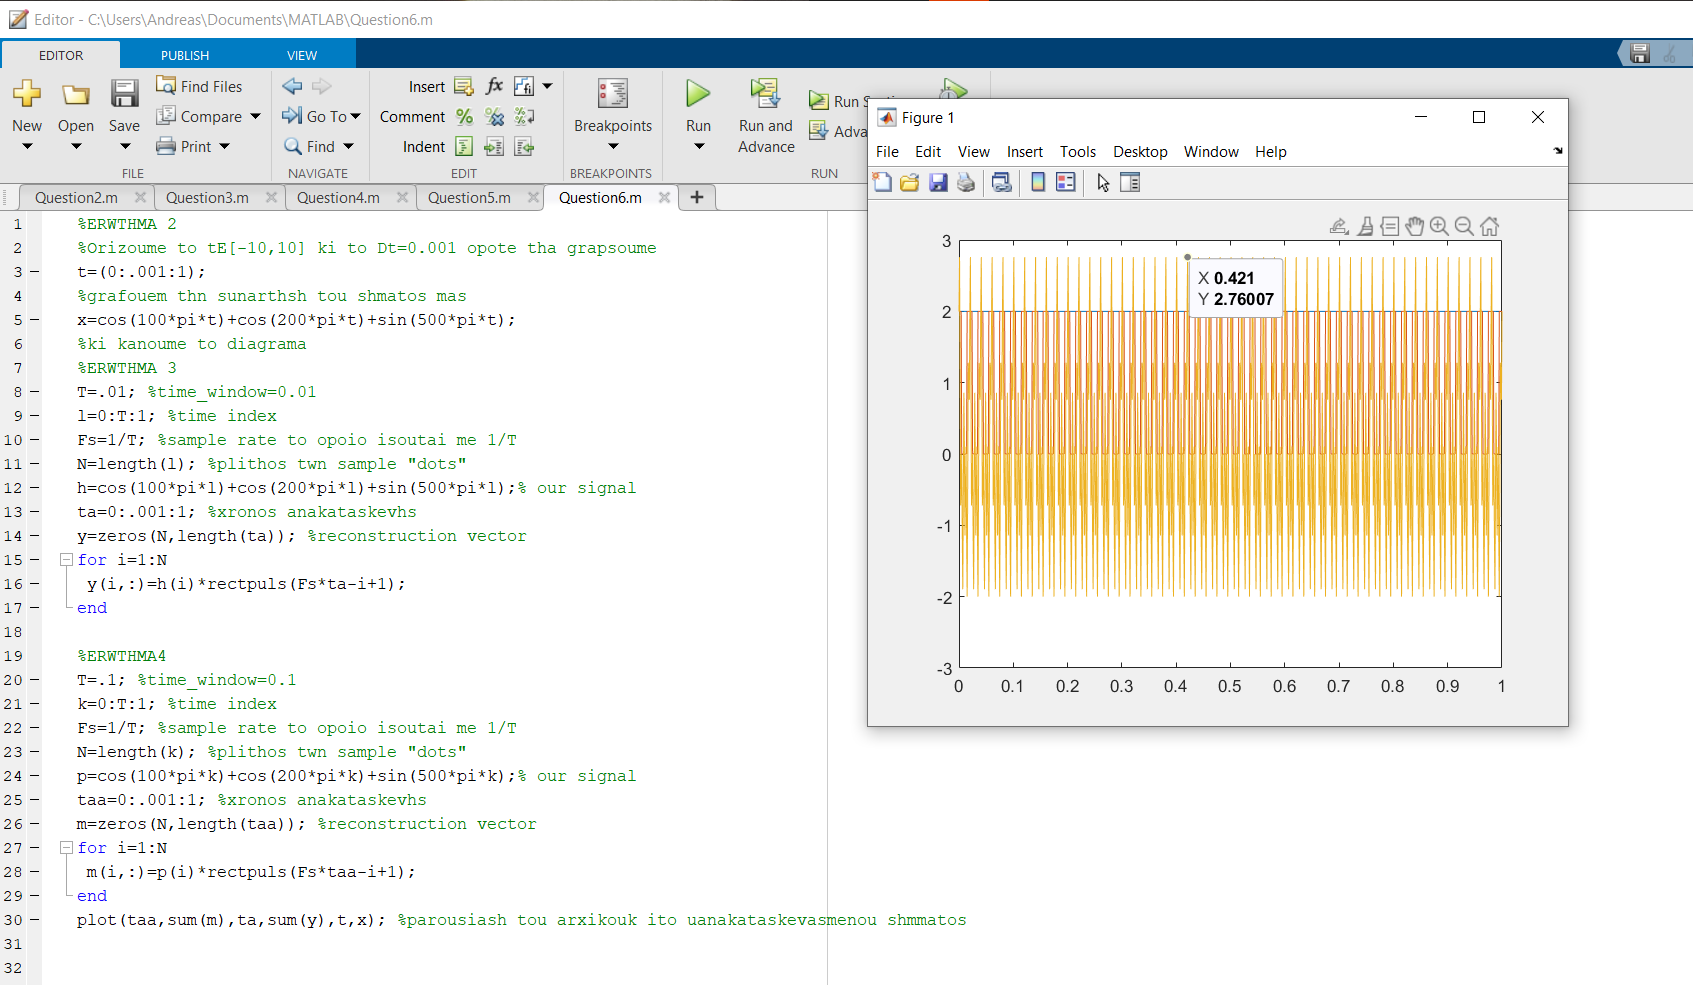 Editor - C:\Users\Andreas\Documents\MATLAB\Question6.m
EDITOR PUBLISH VIEW
New Open Save Find Files Compare Print
FILE
Go To Find
NAVIGATE
Insert fx
Comment
Indent
EDIT
Breakpoints
BREAKPOINTS
Run Run and Advance Run Adva
RUN
Question2.m Question3.m Question4.m Question5.m Question6.m
1 %ERWTHMA 2
2 %Orizoume to tE[-10,10] ki to Dt=0.001 opote tha grapsoume
3 t=(0:.001:1);
4 %grafouem thn sunarthsh tou shmatos mas
5 x=cos(100*pi*t)+cos(200*pi*t)+sin(500*pi*t);
6 %ki kanoume to diagrama
7 %ERWTHMA 3
8 T=.01; %time_window=0.01
9 l=0:T:1; %time index
10 Fs=1/T; %sample rate to opoio isoutai me 1/T
11 N=length(l); %plithos twn sample "dots"
12 h=cos(100*pi*l)+cos(200*pi*l)+sin(500*pi*l);% our signal
13 ta=0:.001:1; %xronos anakataskevhs
14 y=zeros(N,length(ta)); %reconstruction vector
15 for i=1:N
16 y(i,:)=h(i)*rectpuls(Fs*ta-i+1);
17 end
18
19 %ERWTHMA4
20 T=.1; %time_window=0.1
21 k=0:T:1; %time index
22 Fs=1/T; %sample rate to opoio isoutai me 1/T
23 N=length(k); %plithos twn sample "dots"
24 p=cos(100*pi*k)+cos(200*pi*k)+sin(500*pi*k);% our signal
25 taa=0:.001:1; %xronos anakataskevhs
26 m=zeros(N,length(taa)); %reconstruction vector
27 for i=1:N
28 m(i,:)=p(i)*rectpuls(Fs*taa-i+1);
29 end
30 plot(taa,sum(m),ta,sum(y),t,x); %parousiash tou arxikouk ito uanakataskevasmenou shmmatos
31
32
Figure 1
File Edit View Insert Tools Desktop Window Help
X 0.421
Y 2.76007
3
2
1
0
-1
-2
-3
0 0.1 0.2 0.3 0.4 0.5 0.6 0.7 0.8 0.9 1